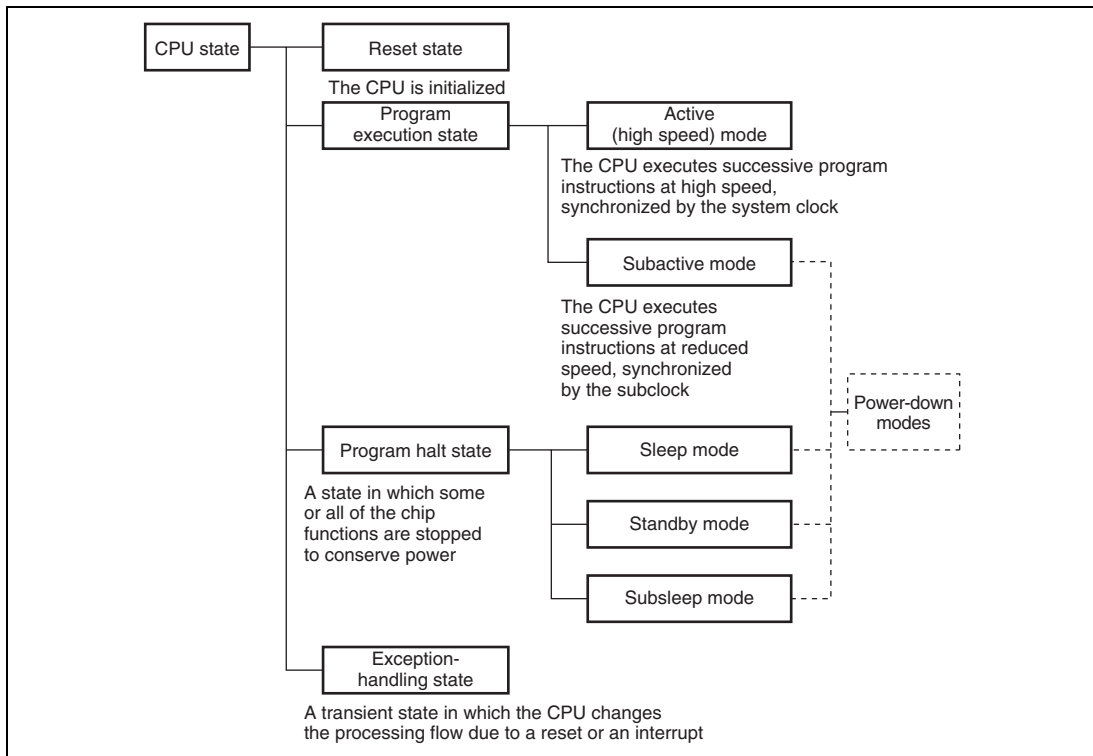 CPU state
Reset state
The CPU is initialized
Program
execution state
Active
(high speed) mode
The CPU executes successive program
instructions at high speed,
synchronized by the system clock
Subactive mode
The CPU executes
successive program
instructions at reduced
speed, synchronized
by the subclock
Power-down
modes
Program halt state
A state in which some
or all of the chip
functions are stopped
to conserve power
Sleep mode
Standby mode
Subsleep mode
Exception-
handling state
A transient state in which the CPU changes
the processing flow due to a reset or an interrupt